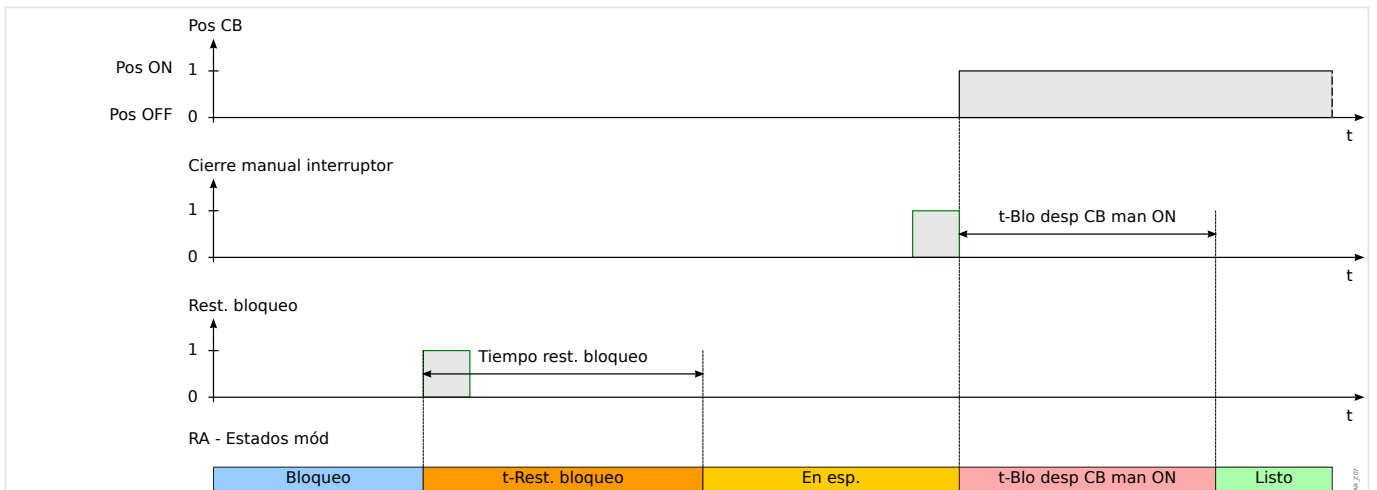 Pos CB
Pos ON 1
Pos OFF 0
t
Cierre manual interruptor
1 t-Blo desp CB man ON
0
t
Rest. bloqueo
1 Tiempo rest. bloqueo
0
t
RA - Estados mód
Bloqueo t-Rest. bloqueo En esp. t-Blo desp CB man ON Listo